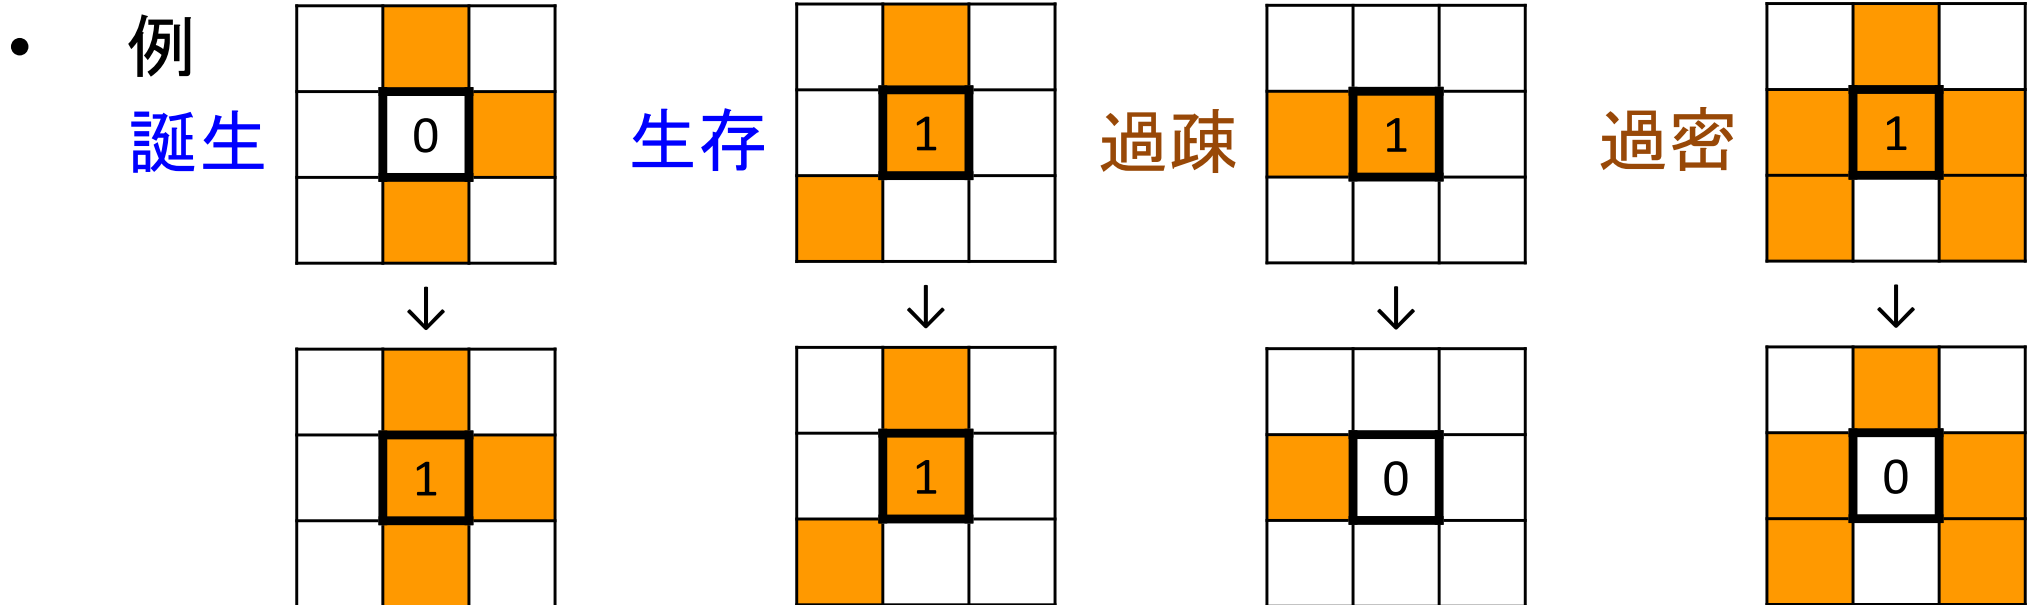 • 例
誕生 0 生存 1 過疎 1 過密 1
↓ ↓ ↓ ↓
1 1 0 0